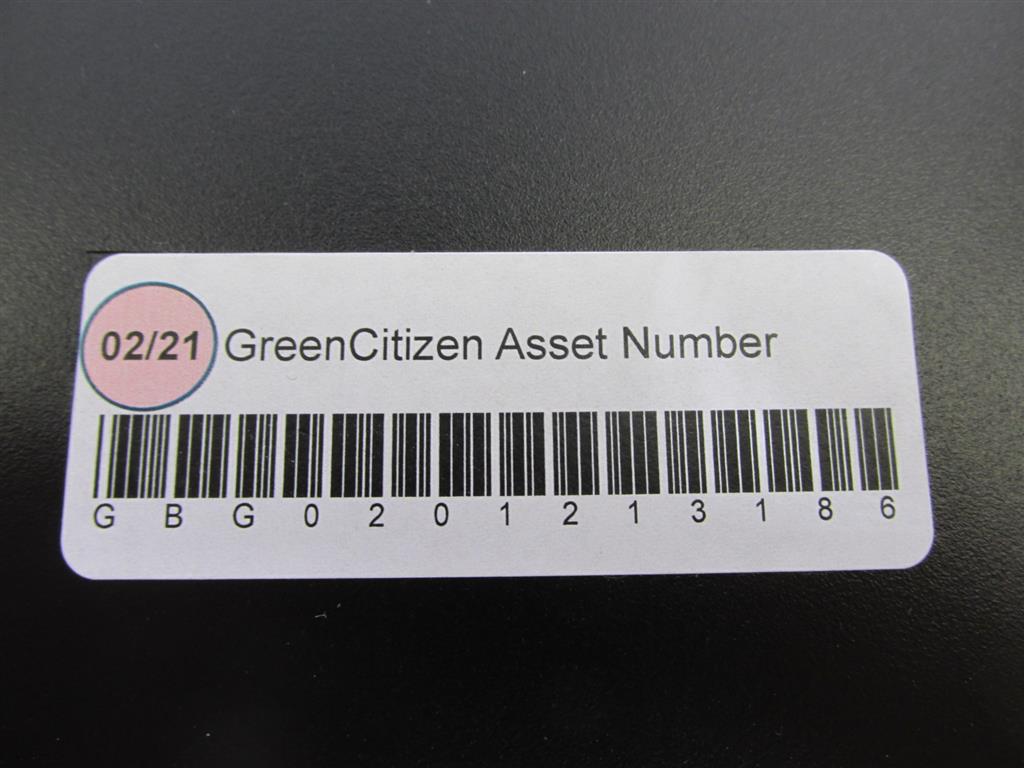 02/21 GreenCitizen Asset Number
G B G 0 2 0 1 2 1 3 1 8 6